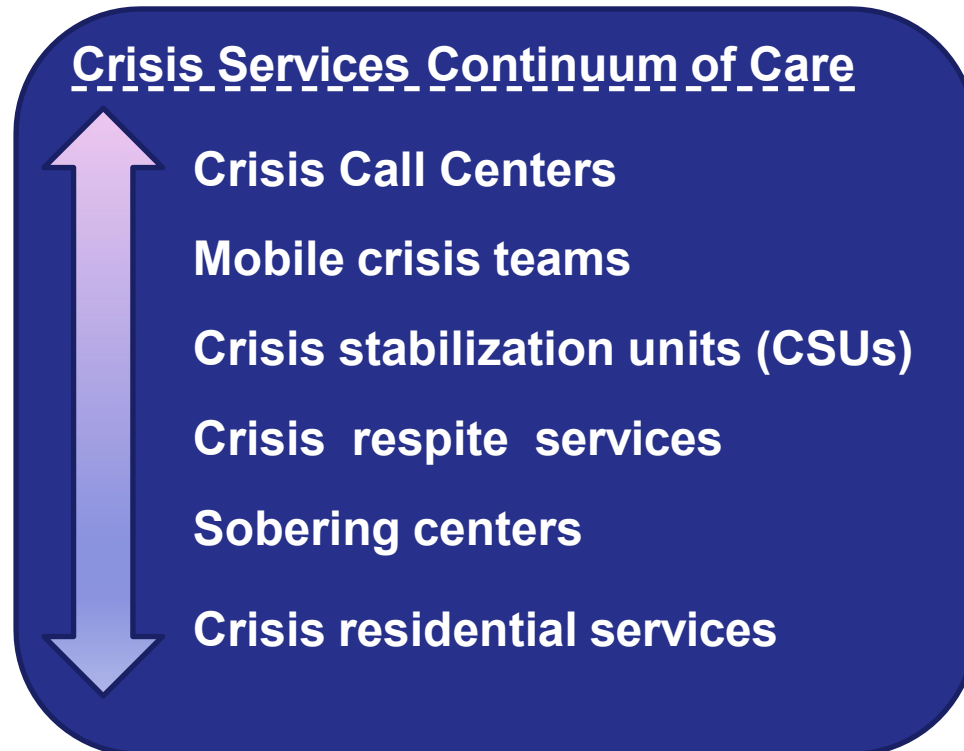 Crisis Services Continuum of Care
Crisis Call Centers
Mobile crisis teams
Crisis stabilization units (CSUs)
Crisis respite services
Sobering centers
Crisis residential services